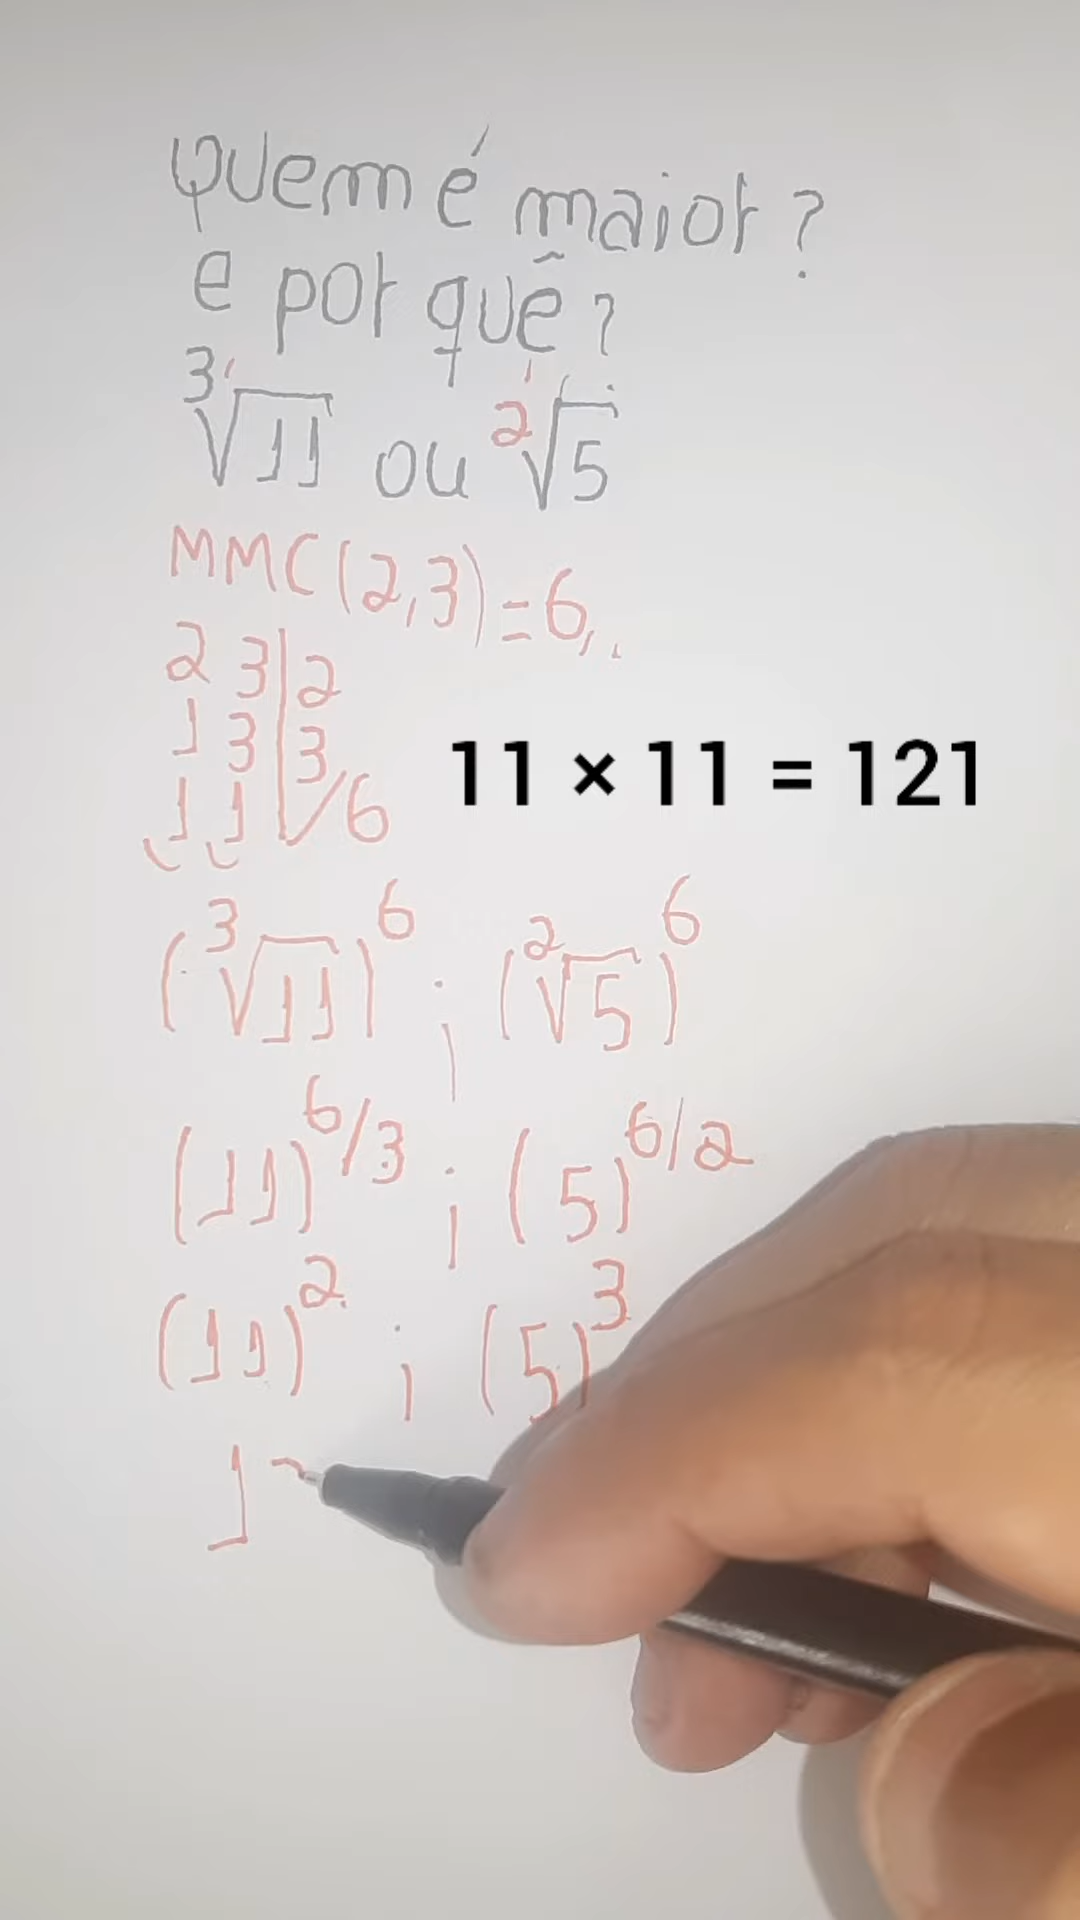 Quem é maior?
e por quê?
³√11 ou ²√5
MMC(2,3)=6,,
2 3|2
1 3|3
1 1|/6
11 × 11 = 121
(³√11)⁶ ; (²√5)⁶
(11)^6/3 ; (5)^6/2
(11)² ; (5)³
1